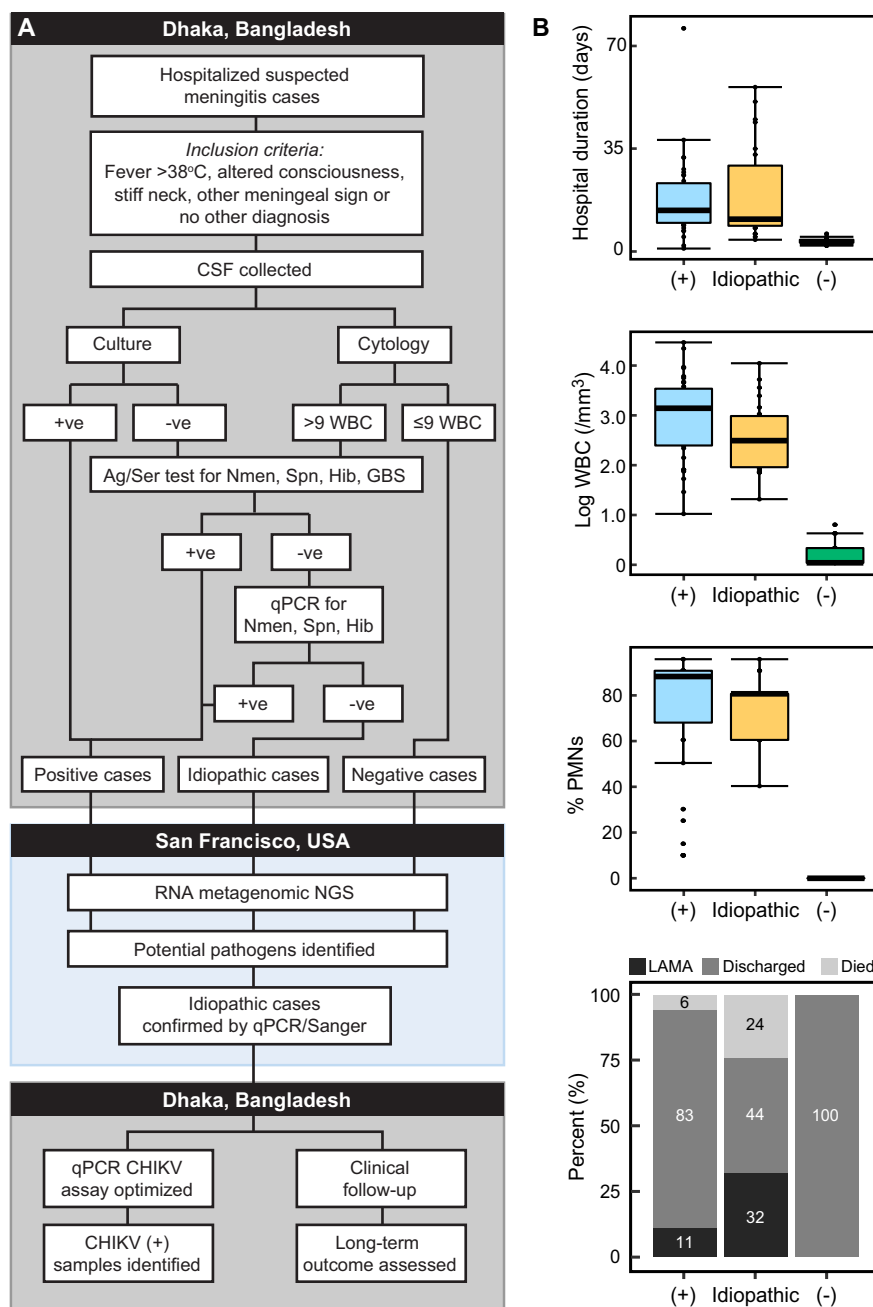 A
Dhaka, Bangladesh
Hospitalized suspected
meningitis cases
Inclusion criteria:
Fever >38°C, altered consciousness,
stiff neck, other meningeal sign or
no other diagnosis
CSF collected
Culture
Cytology
+ve
-ve
>9 WBC
≤9 WBC
Ag/Ser test for Nmen, Spn, Hib, GBS
+ve
-ve
qPCR for
Nmen, Spn, Hib
+ve
-ve
Positive cases
Idiopathic cases
Negative cases
San Francisco, USA
RNA metagenomic NGS
Potential pathogens identified
Idiopathic cases
confirmed by qPCR/Sanger
Dhaka, Bangladesh
qPCR CHIKV
assay optimized
Clinical
follow-up
CHIKV (+)
samples identified
Long-term
outcome assessed
B
Hospital duration (days)
70
35
0
(+) Idiopathic (-)
Log WBC (/mm³)
4.0
3.0
2.0
1.0
0
(+) Idiopathic (-)
% PMNs
80
60
40
20
0
(+) Idiopathic (-)
LAMA Discharged Died
Percent (%)
100
75
50
25
0
6
83
11
24
44
32
100
(+) Idiopathic (-)